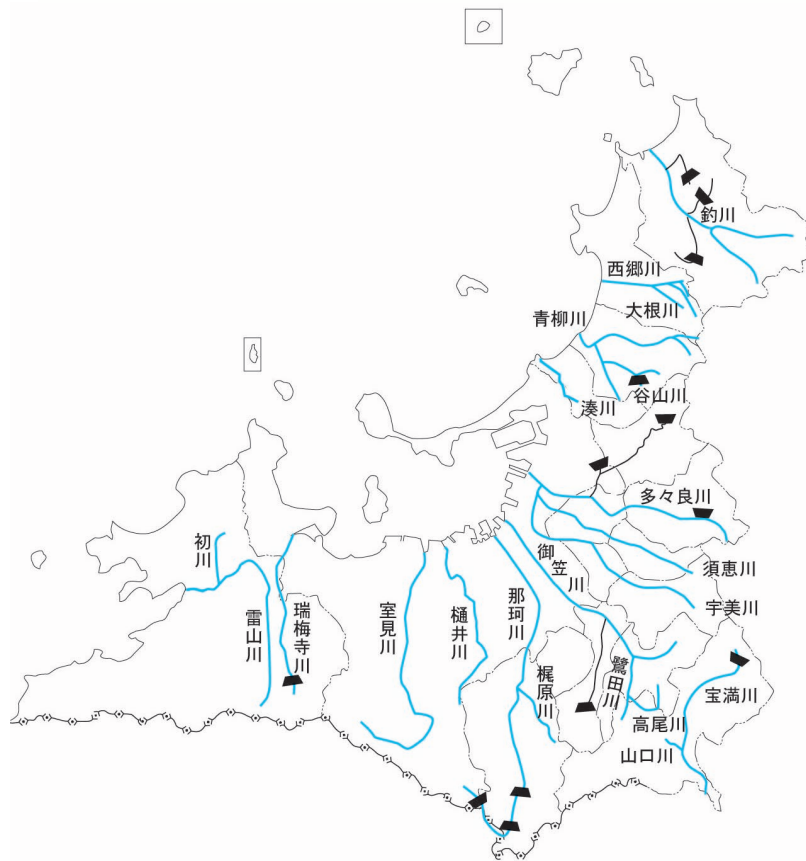 釣川
西郷川
大根川
青柳川
谷山川
湊川
多々良川
御笠川
須恵川
宇美川
初川
雷山川
瑞梅寺川
室見川
樋井川
那珂川
梶原川
鷺田川
高尾川
宝満川
山口川